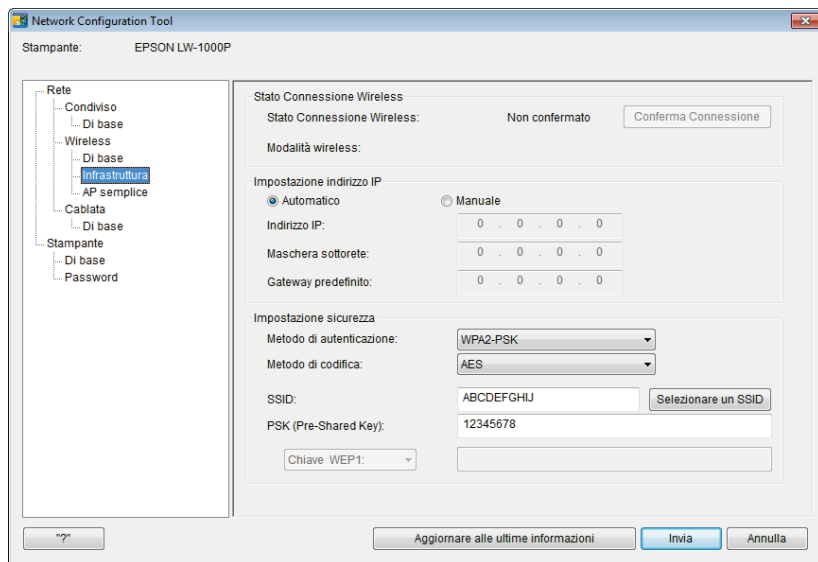 Network Configuration Tool
Stampante: EPSON LW-1000P
Rete
Condiviso
Di base
Wireless
Di base
Infrastruttura
AP semplice
Cablata
Di base
Stampante
Di base
Password
Stato Connessione Wireless
Stato Connessione Wireless: Non confermato Conferma Connessione
Modalità wireless:
Impostazione indirizzo IP
Automatico Manuale
Indirizzo IP: 0 . 0 . 0 . 0
Maschera sottorete: 0 . 0 . 0 . 0
Gateway predefinito: 0 . 0 . 0 . 0
Impostazione sicurezza
Metodo di autenticazione: WPA2-PSK
Metodo di codifica: AES
SSID: ABCDEFGHIJ Selezionare un SSID
PSK (Pre-Shared Key): 12345678
Chiave WEP1:
"?" Aggiornare alle ultime informazioni Invia Annulla